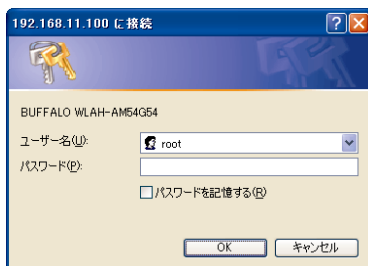 192.168.11.100 に接続
BUFFALO WLAH-AM54G54
ユーザー名(U):
root
パスワード(P):
パスワードを記憶する(R)
OK
キャンセル